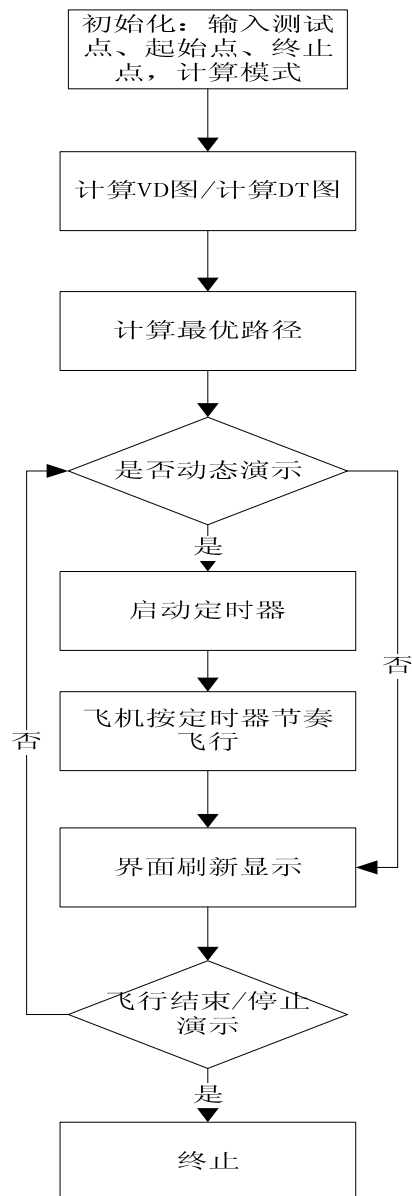 初始化：输入测试
点、起始点、终止
点，计算模式
计算VD图/计算DT图
计算最优路径
是否动态演示
是
启动定时器
否
飞机按定时器节奏
飞行
否
界面刷新显示
飞行结束/停止
演示
是
终止